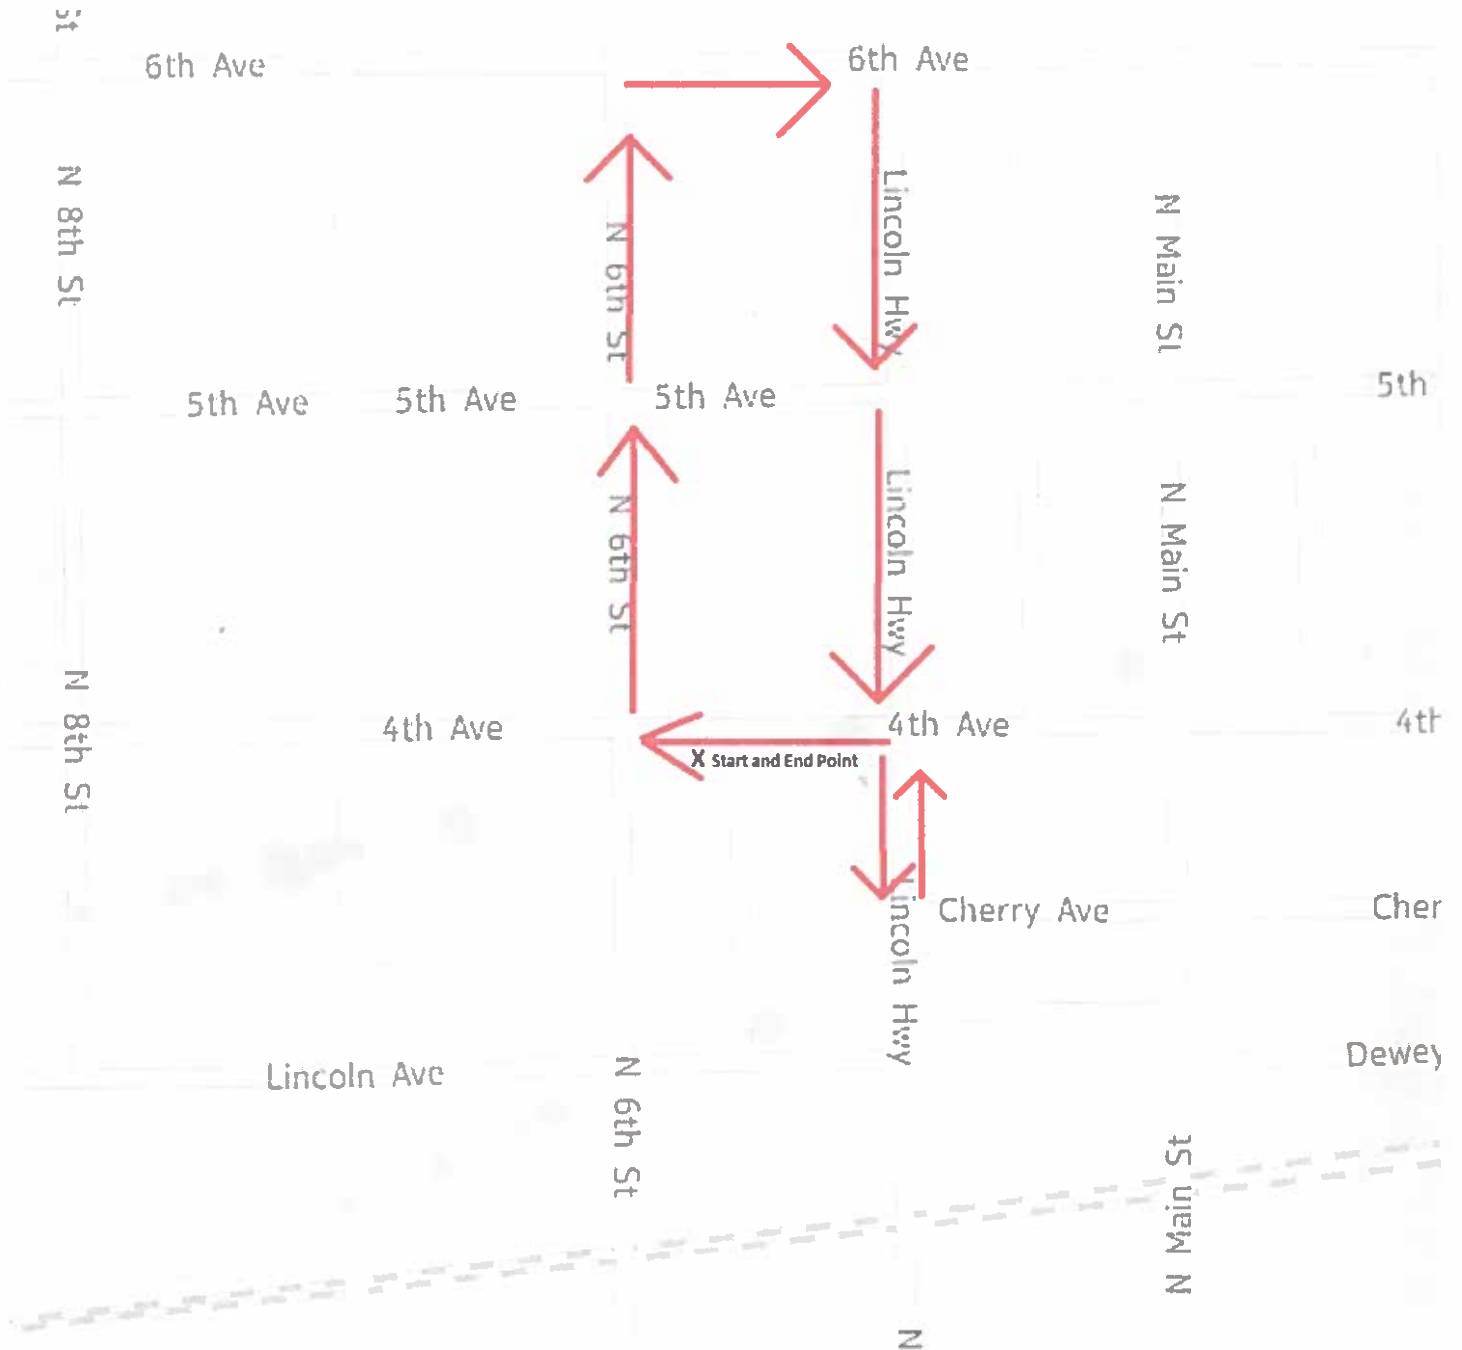 St
6th Ave
6th Ave
N 8th St
N 6th St
Lincoln Hwy
N Main St
5th Ave
5th Ave
5th Ave
5th
N 6th St
Lincoln Hwy
N Main St
N 8th St
4th Ave
4th Ave
4th
X Start and End Point
Lincoln Hwy
Cherry Ave
Cher
Lincoln Ave
N 6th St
Dewey
N Main St
N